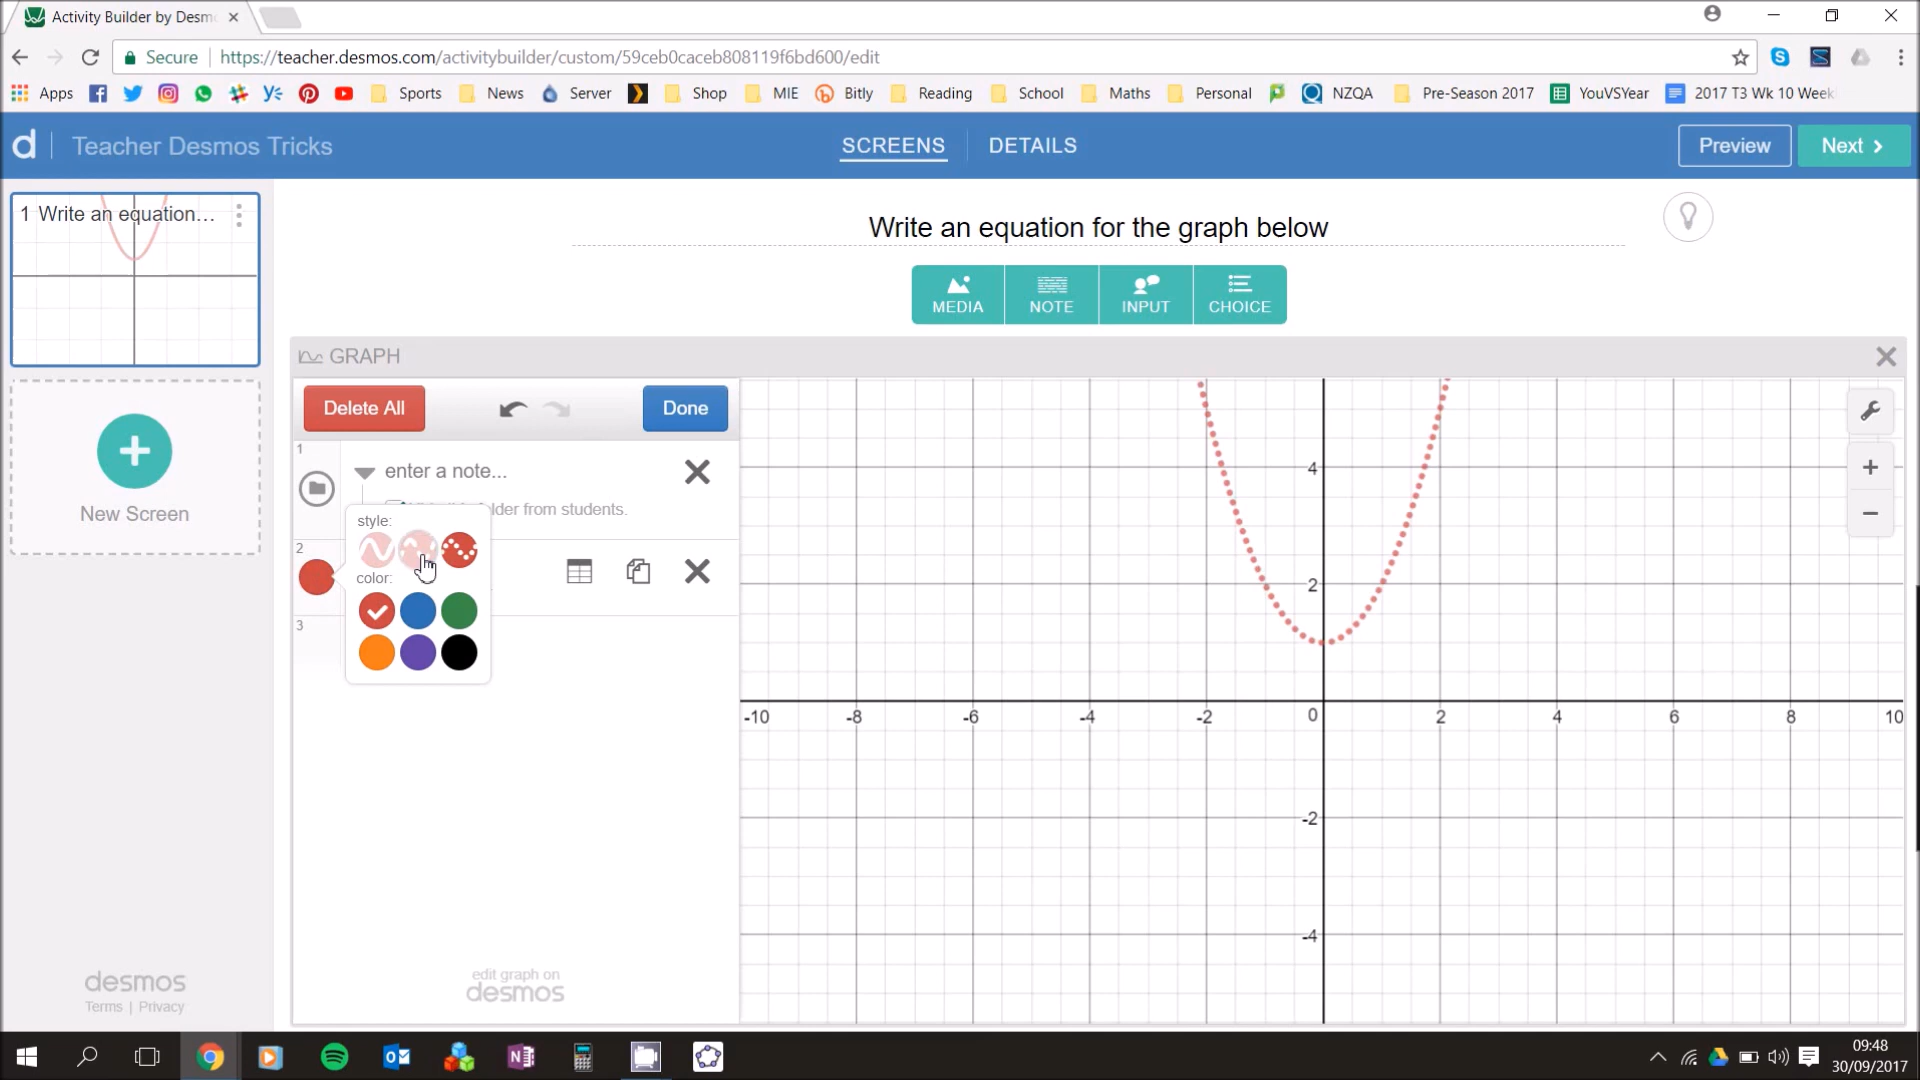 Activity Builder by Desm
Secure https://teacher.desmos.com/activitybuilder/custom/59ceb0caceb808119f6bd600/edit
Apps Sports News Server Shop MIE Bitly Reading School Maths Personal NZQA Pre-Season 2017 YouVSYear 2017 T3 Wk 10 Week
d Teacher Desmos Tricks SCREENS DETAILS Preview Next
1 Write an equation...
Write an equation for the graph below
MEDIA NOTE INPUT CHOICE
GRAPH
Delete All Done
1
enter a note...
lder from students.
style:
2
color:
3
New Screen
4
2
-10 -8 -6 -4 -2 0 2 4 6 8 10
-2
-4
edit graph on
desmos
desmos
Terms | Privacy
09:48
30/09/2017